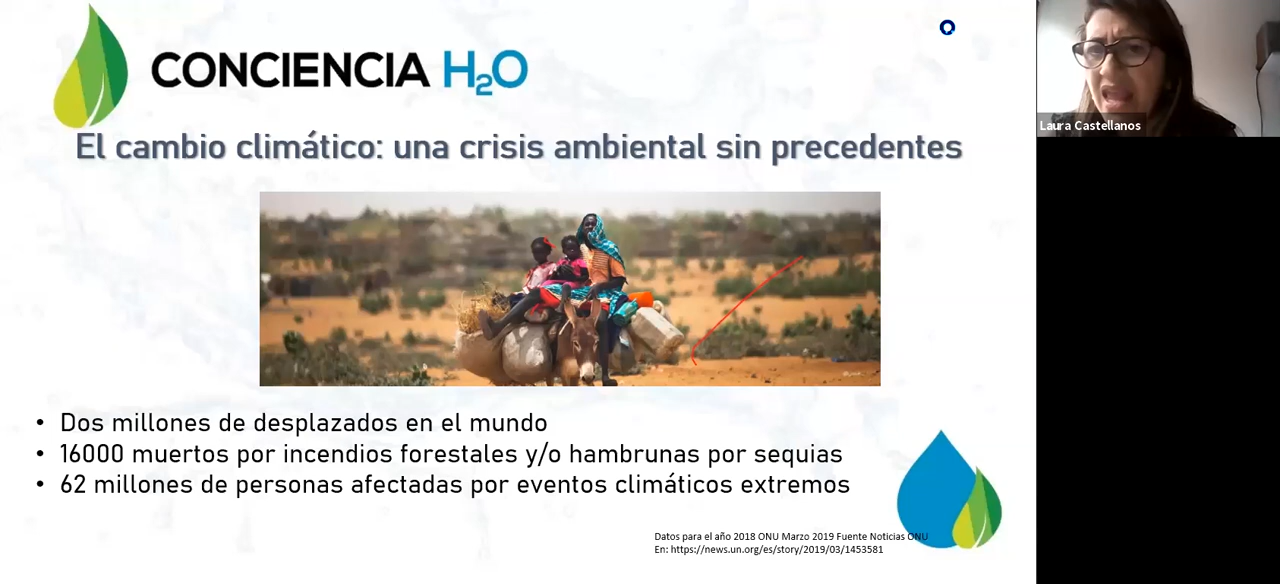 CONCIENCIA H₂O
Laura Castellanos
El cambio climático: una crisis ambiental sin precedentes
• Dos millones de desplazados en el mundo
• 16000 muertos por incendios forestales y/o hambrunas por sequias
• 62 millones de personas afectadas por eventos climáticos extremos
Datos para el año 2018 ONU Marzo 2019 Fuente Noticias ONU
En: https://news.un.org/es/story/2019/03/1453581